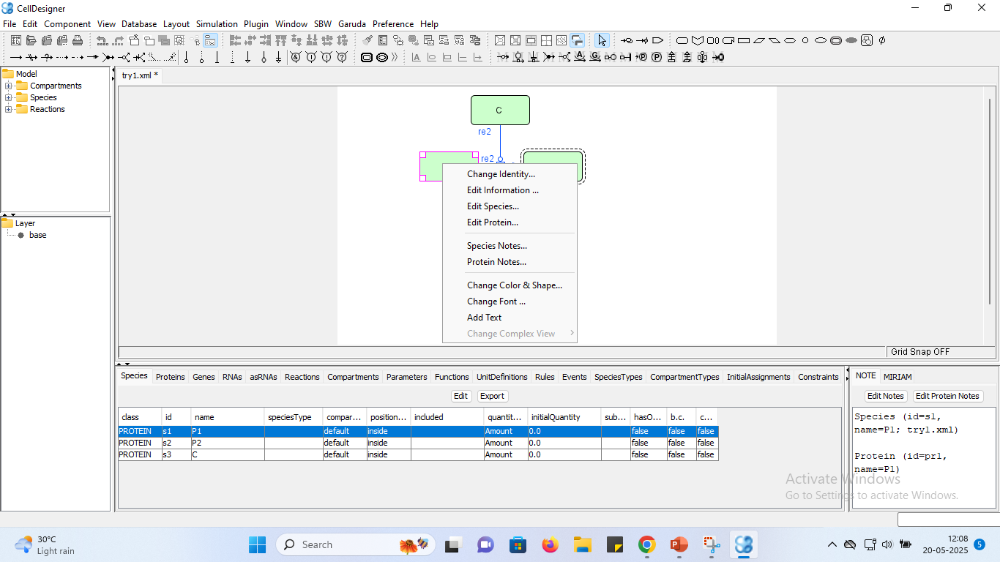 CellDesigner
File Edit Component View Database Layout Simulation Plugin Window SBW Garuda Preference Help
Model
Compartments
Species
Reactions
Layer
base
try1.xml *
C
re2
re2
Change Identity...
Edit Information ...
Edit Species...
Edit Protein...
Species Notes...
Protein Notes...
Change Color & Shape...
Change Font ...
Add Text
Change Complex View
Grid Snap OFF
Species Proteins Genes RNAs asRNAs Reactions Compartments Parameters Functions UnitDefinitions Rules Events SpeciesTypes CompartmentTypes InitialAssignments Constraints
Edit Export
class id name speciesType compar... position... included quantit... initialQuantity sub... hasO... b.c. c...
PROTEIN s1 P1 default inside Amount 0.0 false false false
PROTEIN s2 P2 default inside Amount 0.0 false false false
PROTEIN s3 C default inside Amount 0.0 false false false
NOTE MIRIAM
Edit Notes Edit Protein Notes
Species (id=s1,
name=P1; try1.xml)
Protein (id=pr1,
name=P1)
Activate Windows
Go to Settings to activate Windows.
30°C
Light rain
Search
12:08
20-05-2025
5